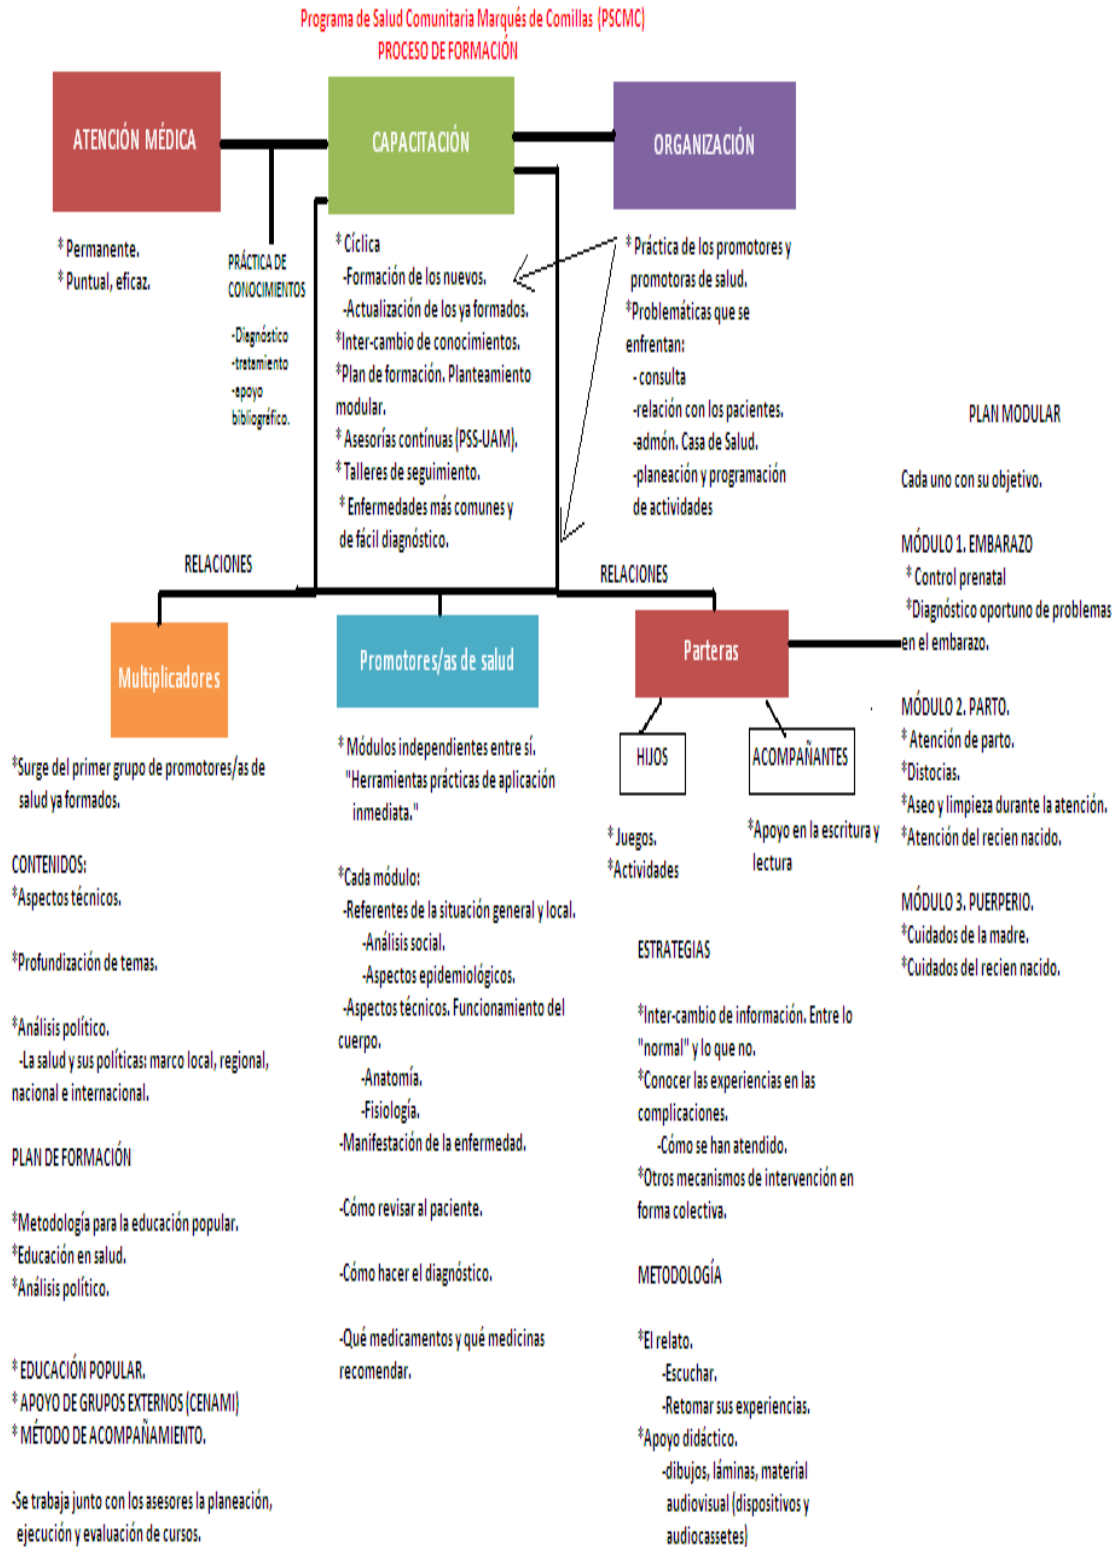 Programa de Salud Comunitaria Marqués de Comillas (PSCMC)
PROCESO DE FORMACIÓN
ATENCIÓN MÉDICA
CAPACITACIÓN
ORGANIZACIÓN
* Permanente.
* Puntual, eficaz.
PRÁCTICA DE
CONOCIMIENTOS
-Diagnóstico
-tratamiento
-apoyo
bibliográfico.
* Cíclica
-Formación de los nuevos.
-Actualización de los ya formados.
*Inter-cambio de conocimientos.
*Plan de formación. Planteamiento
modular.
* Asesorías contínuas (PSS-UAM).
* Talleres de seguimiento.
* Enfermedades más comunes y
de fácil diagnóstico.
* Práctica de los promotores y
promotoras de salud.
*Problemáticas que se
enfrentan:
- consulta
-relación con los pacientes.
-admón. Casa de Salud.
-planeación y programación
de actividades
RELACIONES
RELACIONES
Multiplicadores
Promotores/as de salud
Parteras
*Surge del primer grupo de promotores/as de
salud ya formados.
CONTENIDOS:
*Aspectos técnicos.
*Profundización de temas.
*Análisis político.
-La salud y sus políticas: marco local, regional,
nacional e internacional.
PLAN DE FORMACIÓN
*Metodología para la educación popular.
*Educación en salud.
*Análisis político.
* EDUCACIÓN POPULAR.
* APOYO DE GRUPOS EXTERNOS (CENAMI)
* MÉTODO DE ACOMPAÑAMIENTO.
-Se trabaja junto con los asesores la planeación,
ejecución y evaluación de cursos.
* Módulos independientes entre sí.
"Herramientas prácticas de aplicación
inmediata."
*Cada módulo:
-Referentes de la situación general y local.
-Análisis social.
-Aspectos epidemiológicos.
-Aspectos técnicos. Funcionamiento del
cuerpo.
-Anatomía.
-Fisiología.
-Manifestación de la enfermedad.
-Cómo revisar al paciente.
-Cómo hacer el diagnóstico.
-Qué medicamentos y qué medicinas
recomendar.
HIJOS
ACOMPAÑANTES
* Juegos.
*Actividades
*Apoyo en la escritura y
lectura
ESTRATEGIAS
*Inter-cambio de información. Entre lo
"normal" y lo que no.
*Conocer las experiencias en las
complicaciones.
-Cómo se han atendido.
*Otros mecanismos de intervención en
forma colectiva.
METODOLOGÍA
*El relato.
-Escuchar.
-Retomar sus experiencias.
*Apoyo didáctico.
-dibujos, láminas, material
audiovisual (dispositivos y
audiocassetes)
PLAN MODULAR
Cada uno con su objetivo.
MÓDULO 1. EMBARAZO
* Control prenatal
*Diagnóstico oportuno de problemas
en el embarazo.
MÓDULO 2. PARTO.
* Atención de parto.
*Distocias.
*Aseo y limpieza durante la atención.
*Atención del recien nacido.
MÓDULO 3. PUERPERIO.
*Cuidados de la madre.
*Cuidados del recien nacido.